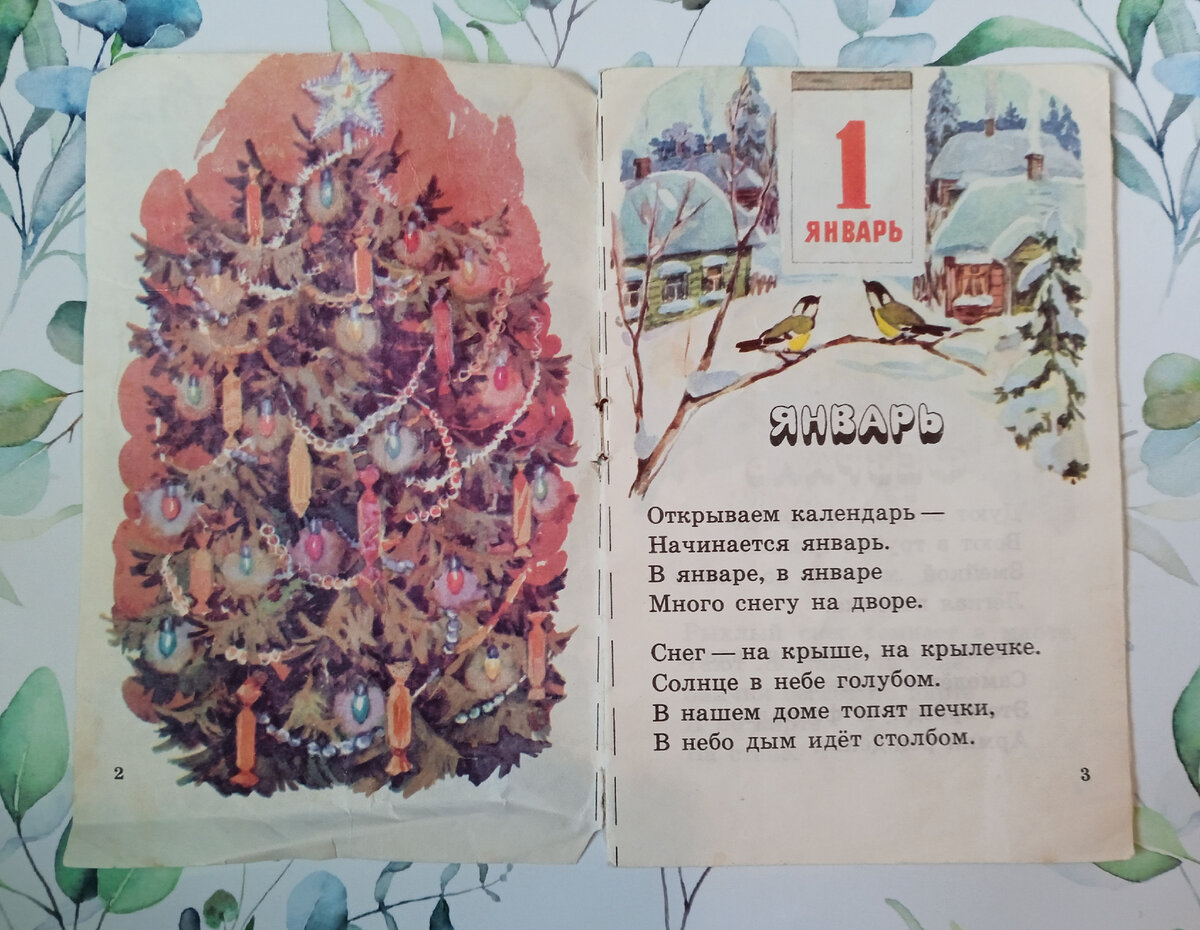 2
1
ЯНВАРЬ
ЯНВАРЬ
Открываем календарь —
Начинается январь.
В январе, в январе
Много снегу на дворе.
Снег — на крыше, на крылечке.
Солнце в небе голубом.
В нашем доме топят печки,
В небо дым идёт столбом.
3